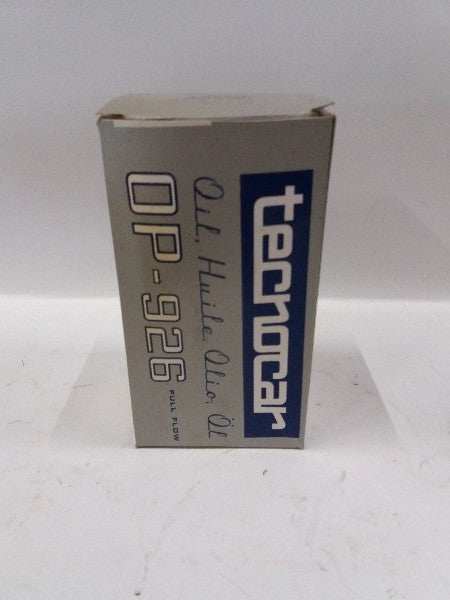 tecnocar
Oil, Huile, Olio, Öl
OP-926
FULL FLOW